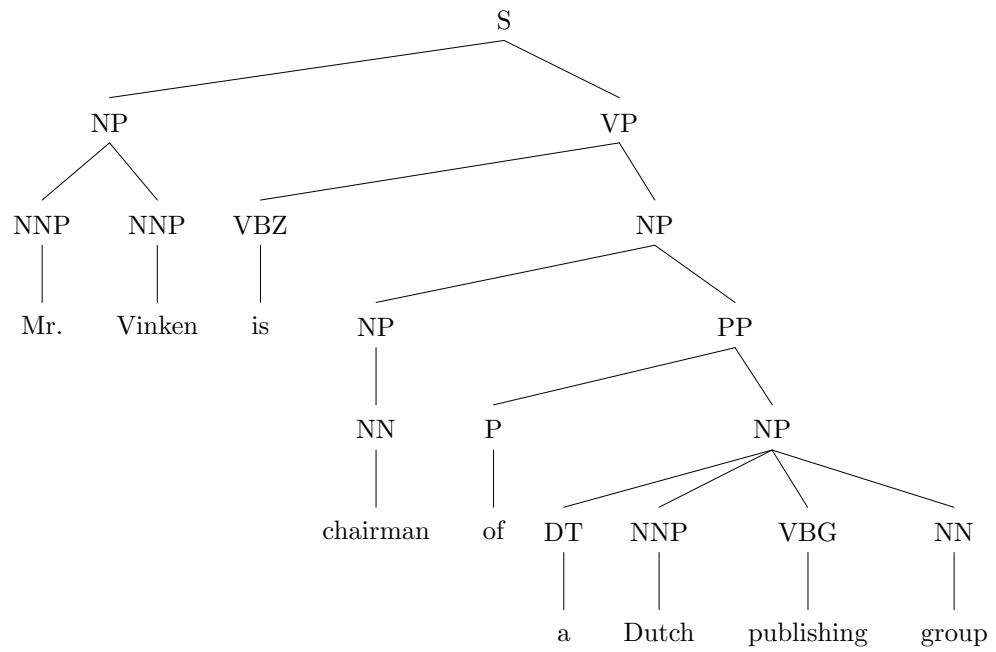 S
NP VP
NNP NNP VBZ NP
Mr. Vinken is NP PP
NN P NP
chairman of DT NNP VBG NN
a Dutch publishing group